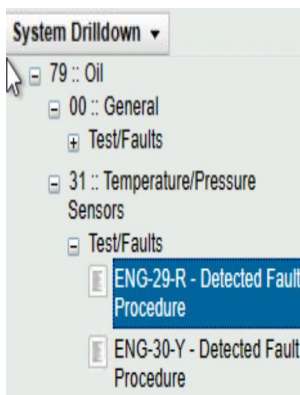 System Drilldown
79 :: Oil
00 :: General
Test/Faults
31 :: Temperature/Pressure
Sensors
Test/Faults
ENG-29-R - Detected Fault
Procedure
ENG-30-Y - Detected Fault
Procedure